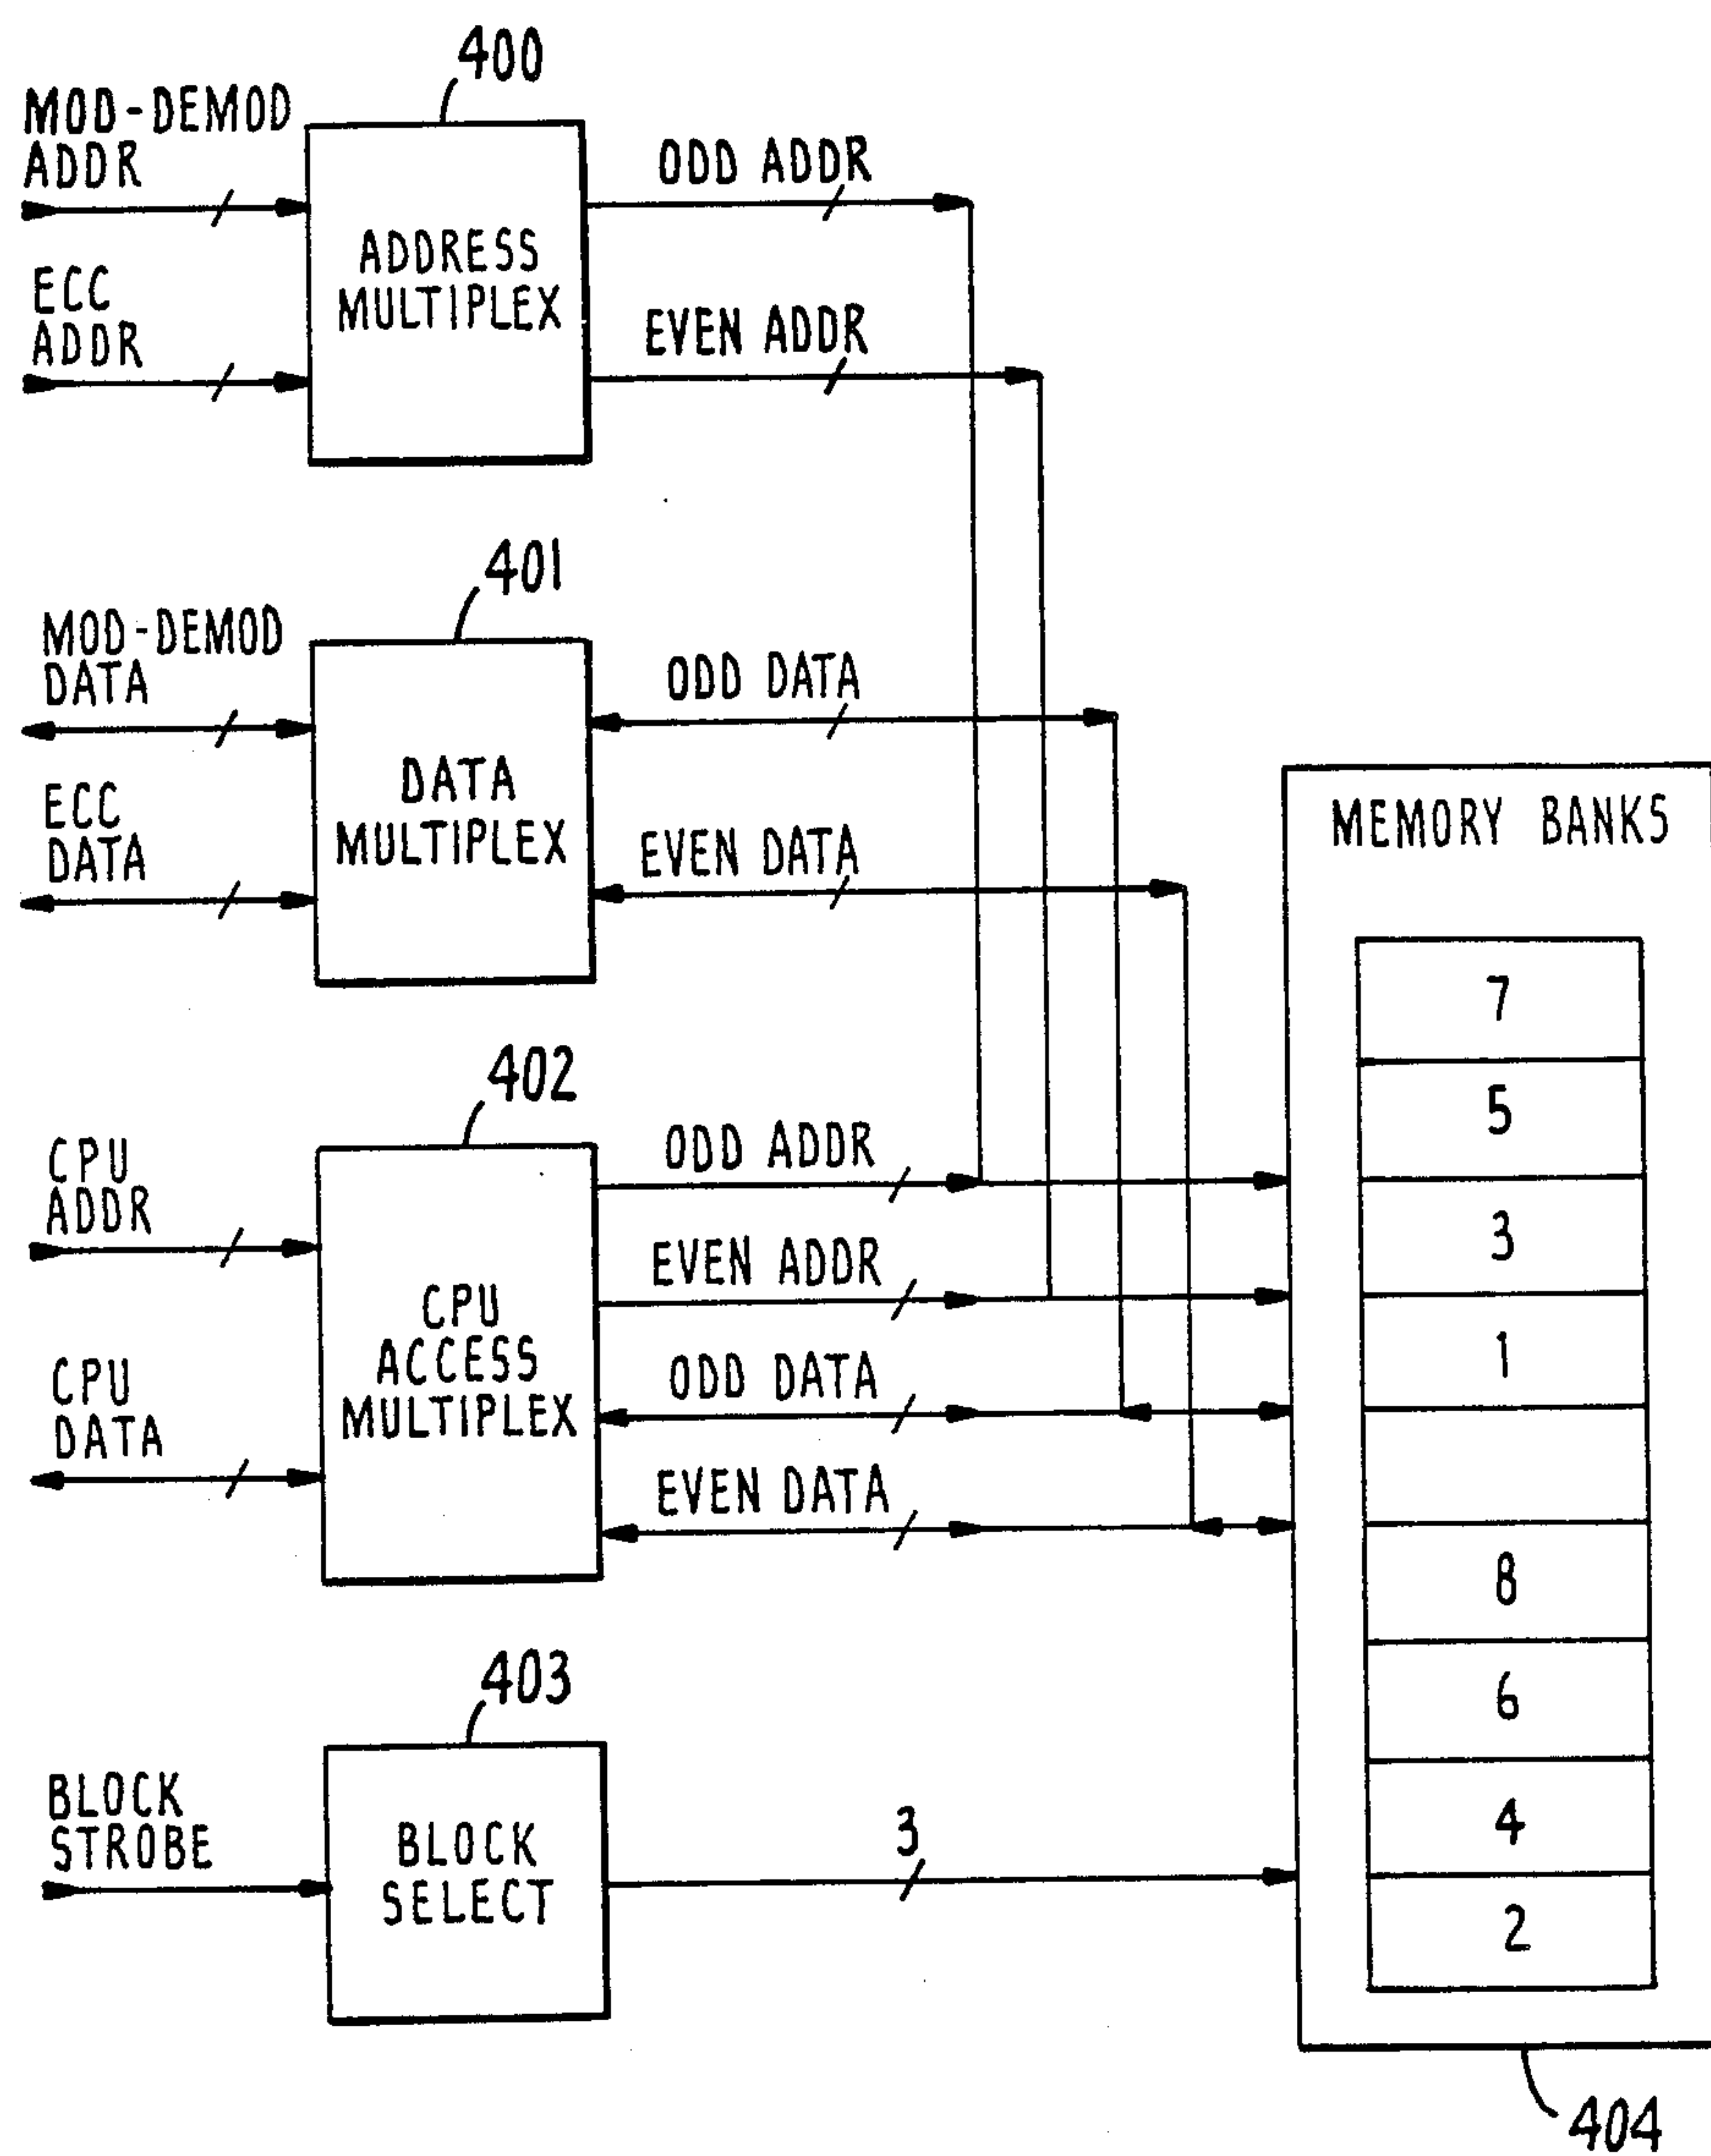 400
MOD-DEMOD
ADDR
ECC
ADDR
ADDRESS
MULTIPLEX
ODD ADDR
EVEN ADDR
401
MOD-DEMOD
DATA
ECC
DATA
DATA
MULTIPLEX
ODD DATA
EVEN DATA
402
CPU
ADDR
CPU
DATA
CPU
ACCESS
MULTIPLEX
ODD ADDR
EVEN ADDR
ODD DATA
EVEN DATA
403
BLOCK
STROBE
BLOCK
SELECT
3
MEMORY BANKS
7
5
3
1
8
6
4
2
404